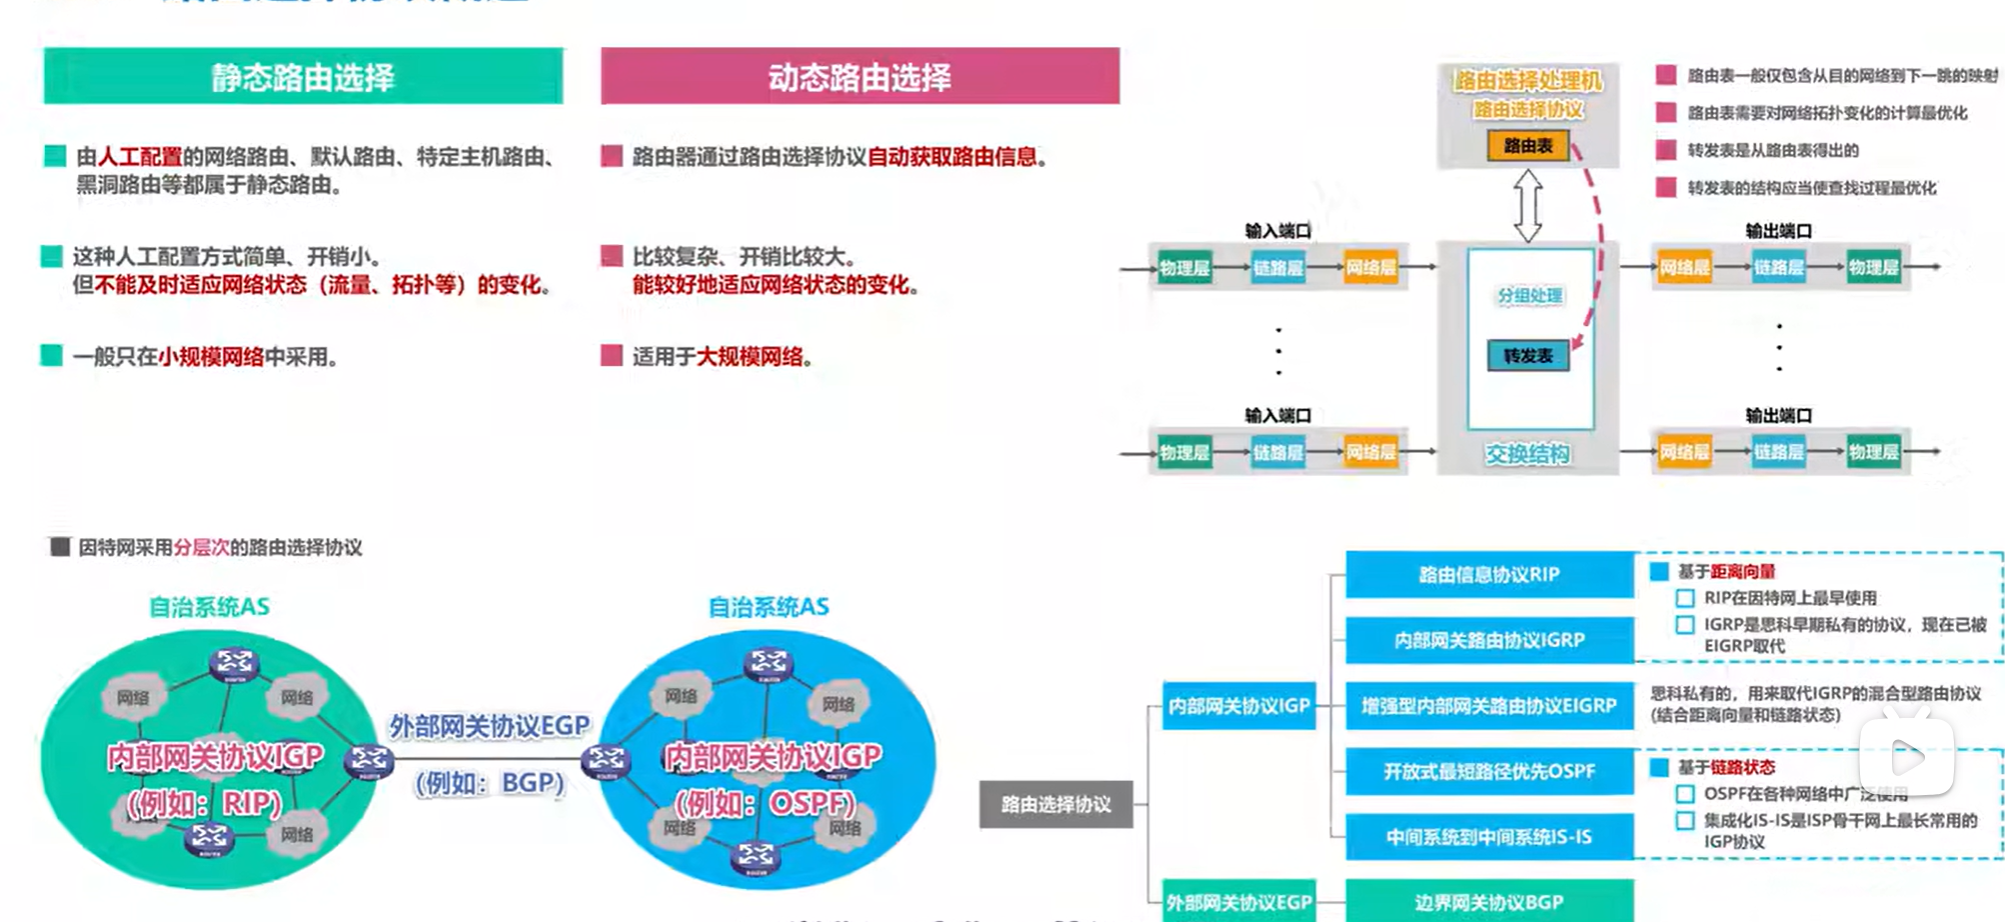 静态路由选择
由人工配置的网络路由、默认路由、特定主机路由、
黑洞路由等都属于静态路由。
这种人工配置方式简单、开销小。
但不能及时适应网络状态（流量、拓扑等）的变化。
一般只在小规模网络中采用。
动态路由选择
路由器通过路由选择协议自动获取路由信息。
比较复杂、开销比较大。
能较好地适应网络状态的变化。
适用于大规模网络。
路由选择处理机
路由选择协议
路由表
路由表一般仅包含从目的网络到下一跳的映射
路由表需要对网络拓扑变化的计算最优化
转发表是从路由表得出的
转发表的结构应当使查找过程最优化
输入端口
物理层
链路层
网络层
分组处理
转发表
交换结构
输出端口
网络层
链路层
物理层
输入端口
物理层
链路层
网络层
输出端口
网络层
链路层
物理层
因特网采用分层次的路由选择协议
自治系统AS
网络
网络
内部网关协议IGP
(例如：RIP)
网络
外部网关协议EGP
(例如：BGP)
自治系统AS
网络
网络
内部网关协议IGP
(例如：OSPF)
网络
网络
路由选择协议
内部网关协议IGP
路由信息协议RIP
内部网关路由协议IGRP
增强型内部网关路由协议EIGRP
开放式最短路径优先OSPF
中间系统到中间系统IS-IS
基于距离向量
RIP在因特网上最早使用
IGRP是思科早期私有的协议，现在已被
EIGRP取代
思科私有的，用来取代IGRP的混合型路由协议
(结合距离向量和链路状态)
基于链路状态
OSPF在各种网络中广泛使用
集成化IS-IS是ISP骨干网上最长常用的
IGP协议
外部网关协议EGP
边界网关协议BGP